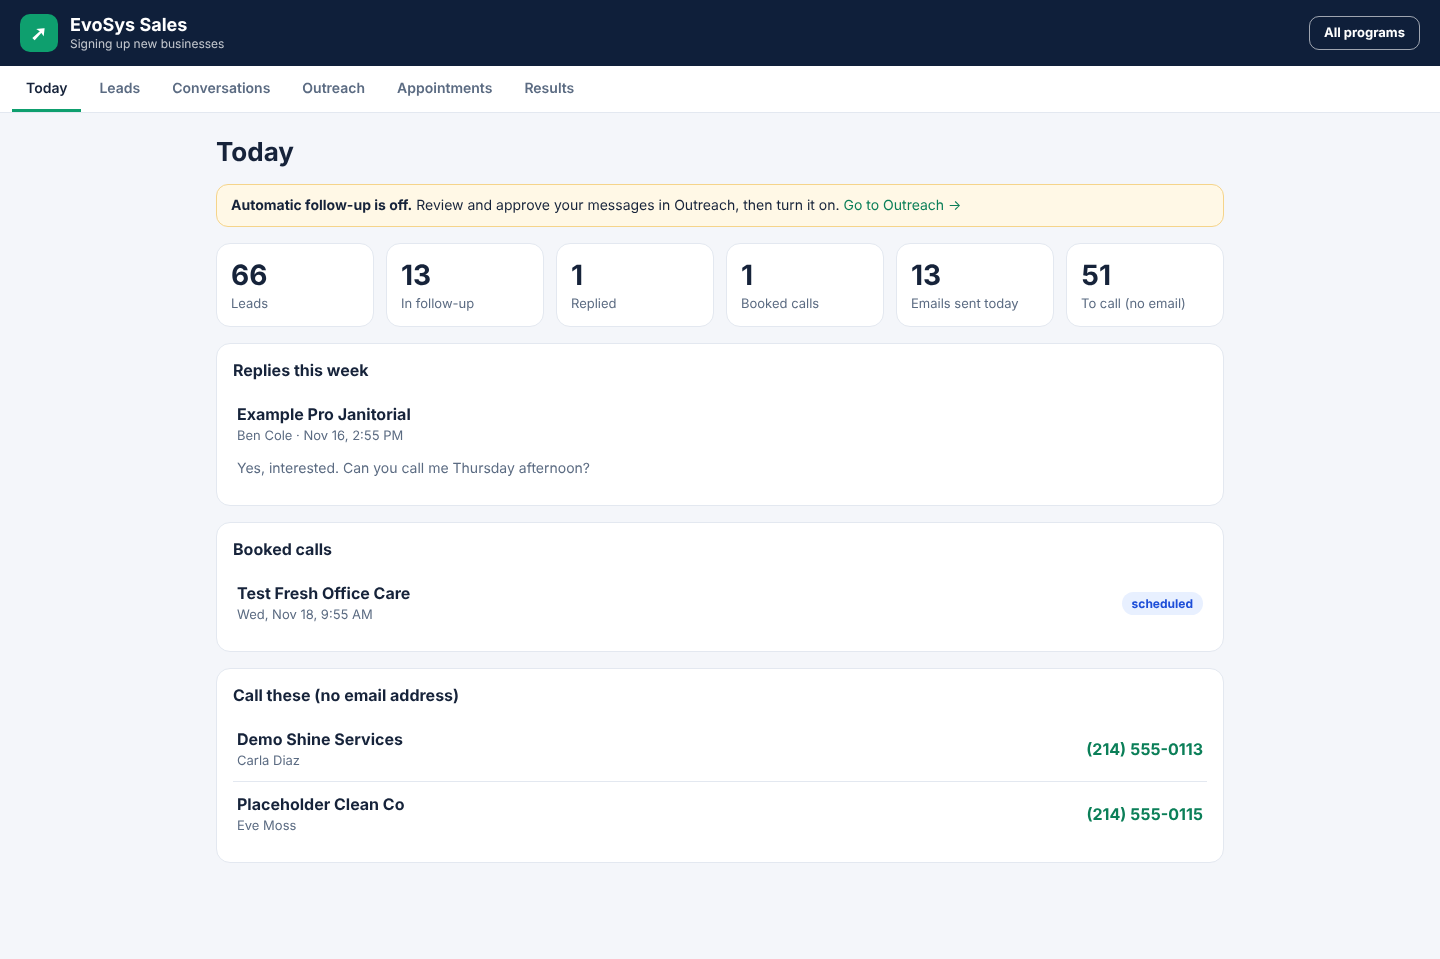 EvoSys Sales
Signing up new businesses
All programs
Today
Leads
Conversations
Outreach
Appointments
Results
Today
Automatic follow-up is off. Review and approve your messages in Outreach, then turn it on. Go to Outreach →
66
Leads
13
In follow-up
1
Replied
1
Booked calls
13
Emails sent today
51
To call (no email)
Replies this week
Example Pro Janitorial
Ben Cole · Nov 16, 2:55 PM
Yes, interested. Can you call me Thursday afternoon?
Booked calls
Test Fresh Office Care
Wed, Nov 18, 9:55 AM
scheduled
Call these (no email address)
Demo Shine Services
Carla Diaz
(214) 555-0113
Placeholder Clean Co
Eve Moss
(214) 555-0115